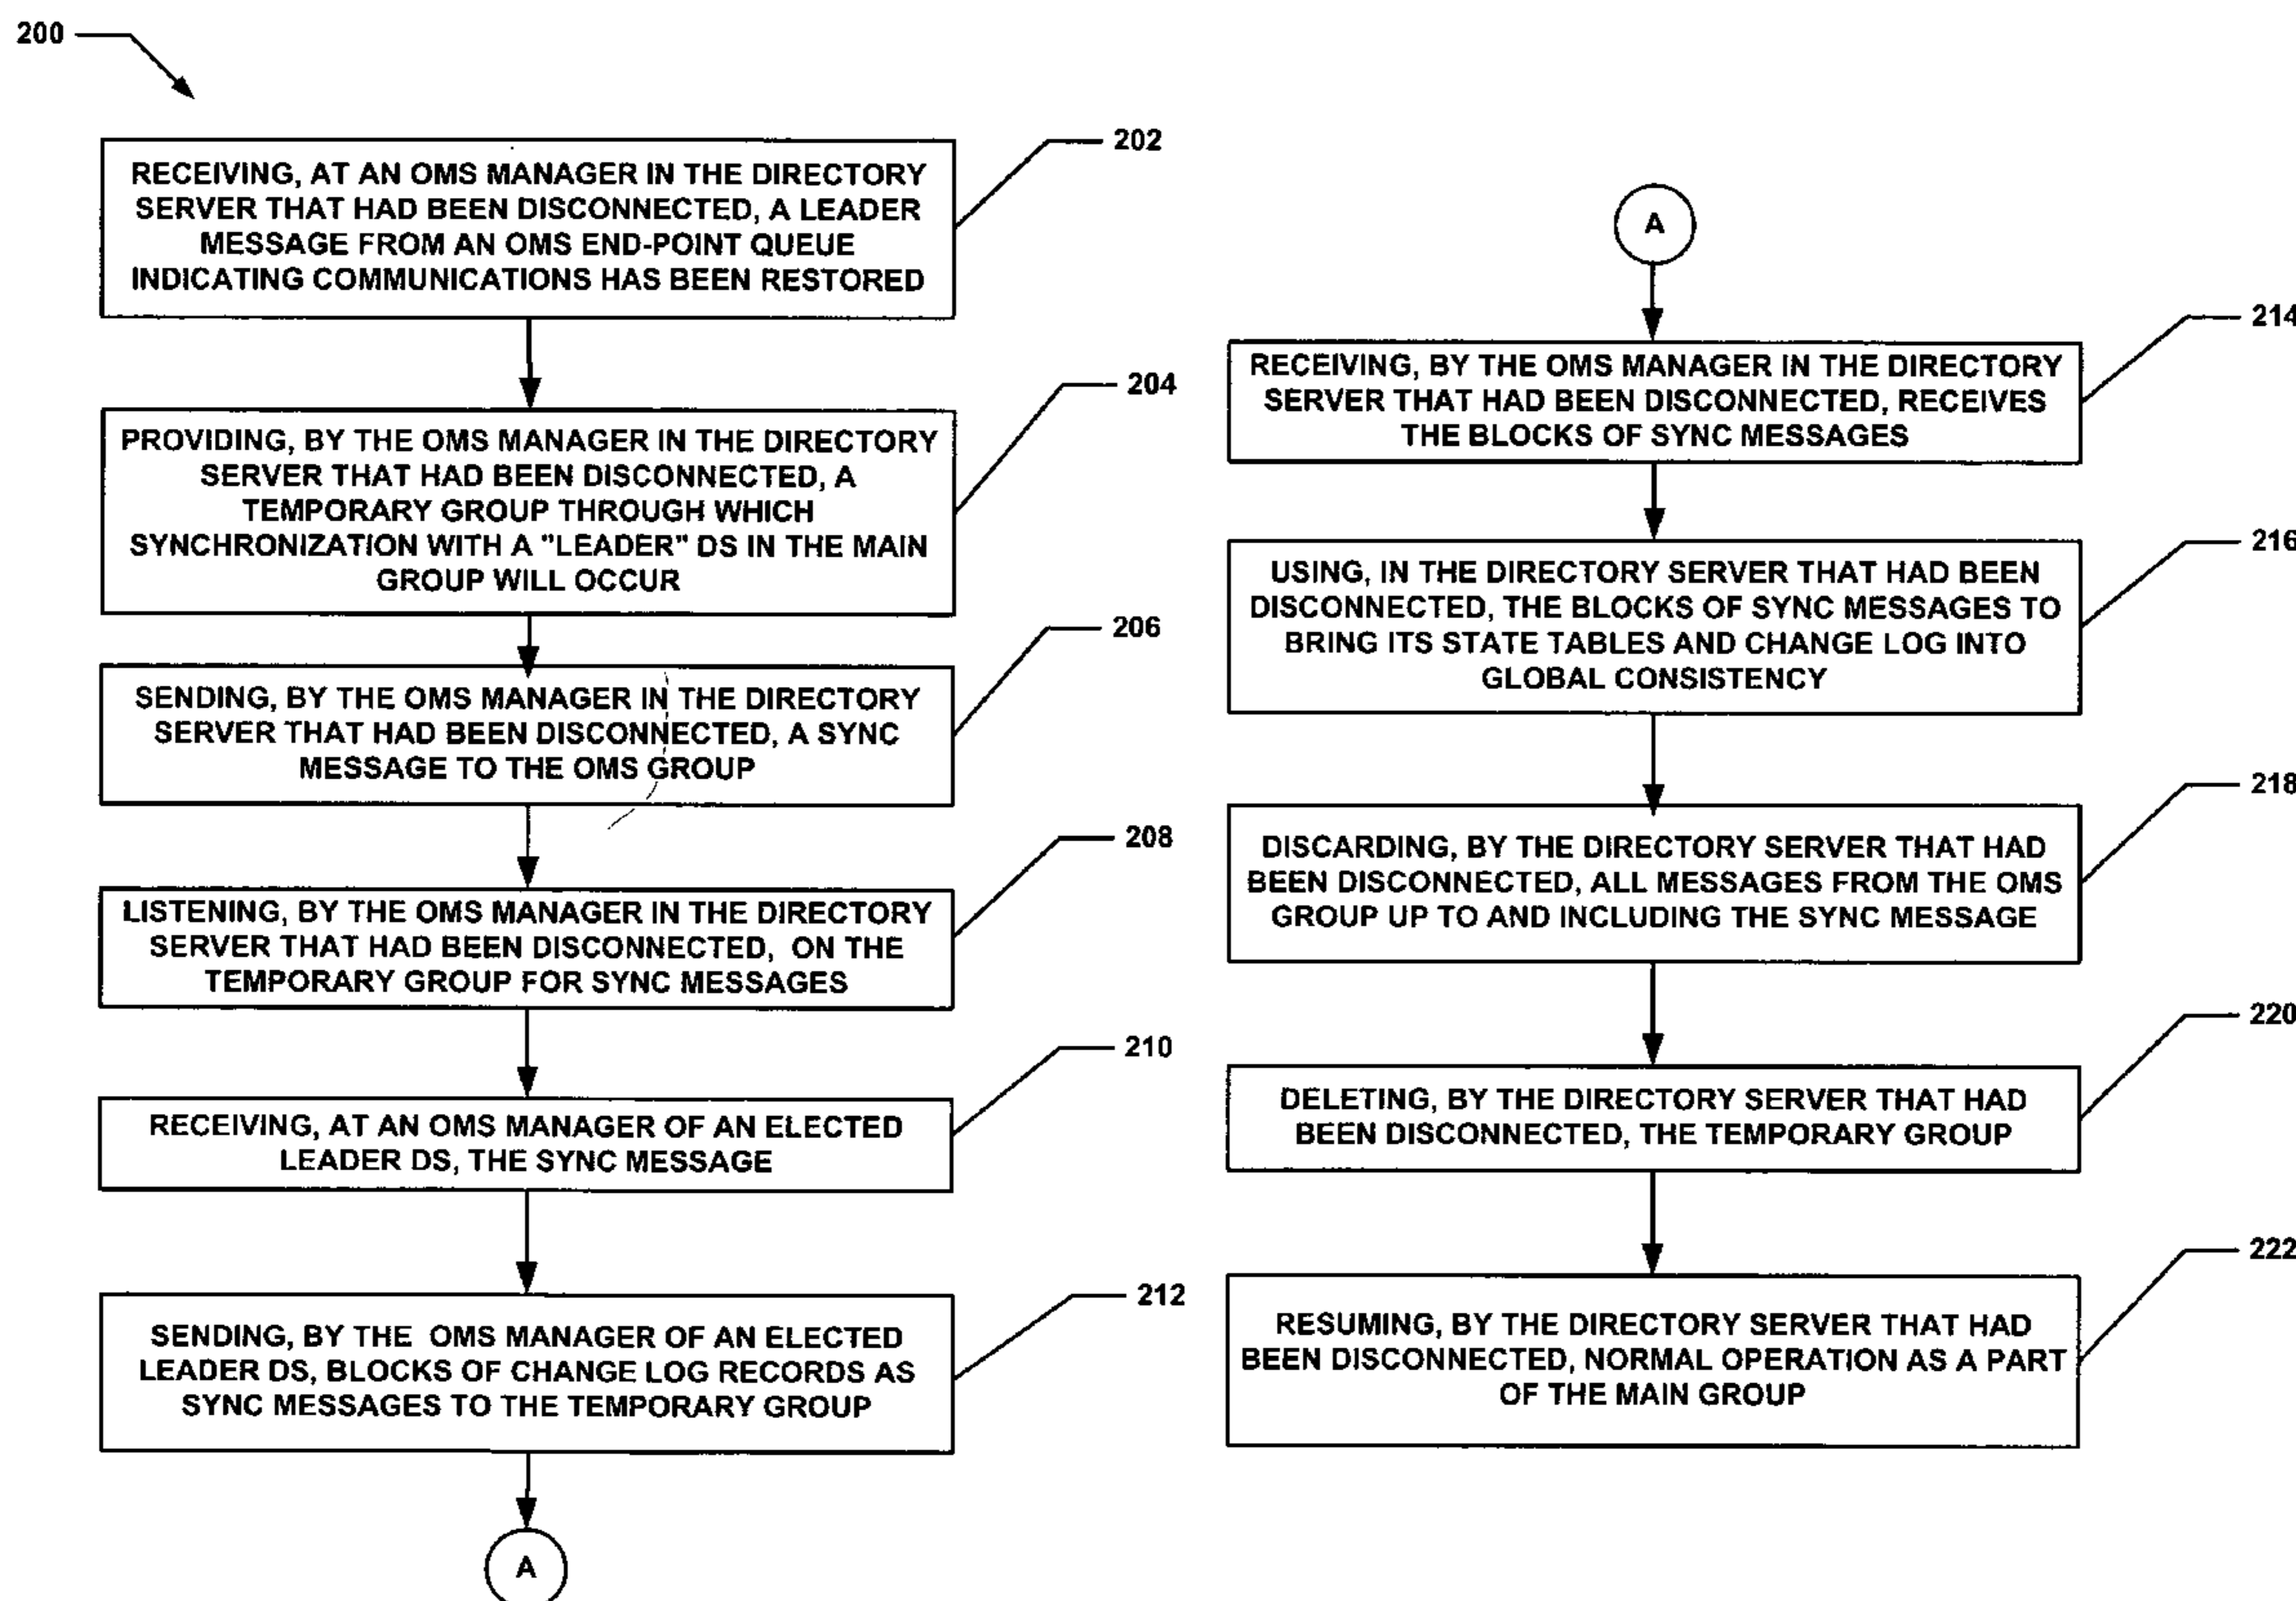 200
202
RECEIVING, AT AN OMS MANAGER IN THE DIRECTORY
SERVER THAT HAD BEEN DISCONNECTED, A LEADER
MESSAGE FROM AN OMS END-POINT QUEUE
INDICATING COMMUNICATIONS HAS BEEN RESTORED
204
PROVIDING, BY THE OMS MANAGER IN THE DIRECTORY
SERVER THAT HAD BEEN DISCONNECTED, A
TEMPORARY GROUP THROUGH WHICH
SYNCHRONIZATION WITH A "LEADER" DS IN THE MAIN
GROUP WILL OCCUR
206
SENDING, BY THE OMS MANAGER IN THE DIRECTORY
SERVER THAT HAD BEEN DISCONNECTED, A SYNC
MESSAGE TO THE OMS GROUP
208
LISTENING, BY THE OMS MANAGER IN THE DIRECTORY
SERVER THAT HAD BEEN DISCONNECTED, ON THE
TEMPORARY GROUP FOR SYNC MESSAGES
210
RECEIVING, AT AN OMS MANAGER OF AN ELECTED
LEADER DS, THE SYNC MESSAGE
212
SENDING, BY THE OMS MANAGER OF AN ELECTED
LEADER DS, BLOCKS OF CHANGE LOG RECORDS AS
SYNC MESSAGES TO THE TEMPORARY GROUP
A
A
214
RECEIVING, BY THE OMS MANAGER IN THE DIRECTORY
SERVER THAT HAD BEEN DISCONNECTED, RECEIVES
THE BLOCKS OF SYNC MESSAGES
216
USING, IN THE DIRECTORY SERVER THAT HAD BEEN
DISCONNECTED, THE BLOCKS OF SYNC MESSAGES TO
BRING ITS STATE TABLES AND CHANGE LOG INTO
GLOBAL CONSISTENCY
218
DISCARDING, BY THE DIRECTORY SERVER THAT HAD
BEEN DISCONNECTED, ALL MESSAGES FROM THE OMS
GROUP UP TO AND INCLUDING THE SYNC MESSAGE
220
DELETING, BY THE DIRECTORY SERVER THAT HAD
BEEN DISCONNECTED, THE TEMPORARY GROUP
222
RESUMING, BY THE DIRECTORY SERVER THAT HAD
BEEN DISCONNECTED, NORMAL OPERATION AS A PART
OF THE MAIN GROUP